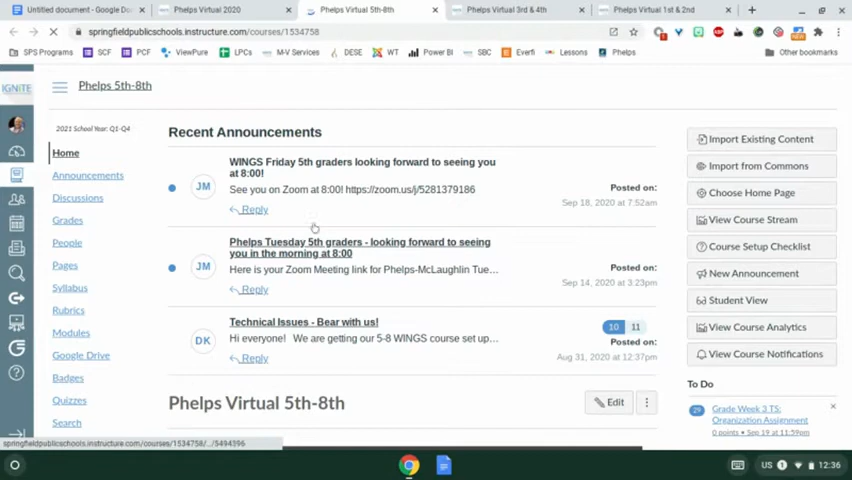 Untitled document - Google Do
Phelps Virtual 2020
Phelps Virtual 5th-8th
Phelps Virtual 3rd & 4th
Phelps Virtual 1st & 2nd
springfieldpublicschools.instructure.com/courses/1534758
SPS Programs
SCF
PCF
ViewPure
LPCs
M-V Services
DESE
WT
Power BI
SBC
Everfi
Lessons
Phelps
Other bookmarks
IGNITE
Phelps 5th-8th
2021 School Year: Q1-Q4
Home
Announcements
Discussions
Grades
People
Pages
Syllabus
Rubrics
Modules
Google Drive
Badges
Quizzes
Search
Recent Announcements
WINGS Friday 5th graders looking forward to seeing you
at 8:00!
JM
See you on Zoom at 8:00! https://zoom.us/j/5281379186
Reply
Posted on:
Sep 18, 2020 at 7:52am
Phelps Tuesday 5th graders - looking forward to seeing
you in the morning at 8:00
JM
Here is your Zoom Meeting link for Phelps-McLaughlin Tue...
Reply
Posted on:
Sep 14, 2020 at 3:23pm
Technical Issues - Bear with us!
DK
Hi everyone! We are getting our 5-8 WINGS course set up...
Reply
10 11
Posted on:
Aug 31, 2020 at 12:37pm
Phelps Virtual 5th-8th
Edit
Import Existing Content
Import from Commons
Choose Home Page
View Course Stream
Course Setup Checklist
New Announcement
Student View
View Course Analytics
View Course Notifications
To Do
29
Grade Week 3 TS:
Organization Assignment
0 points • Sep 19 at 11:59pm
springfieldpublicschools.instructure.com/courses/1534758/.../5494396
US
1
12:36